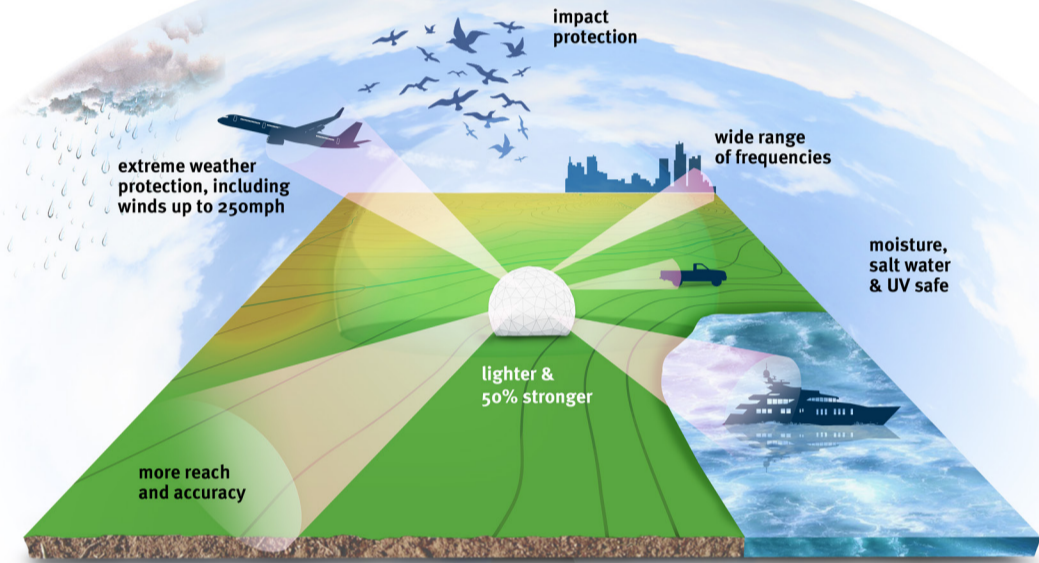 impact
protection
wide range
of frequencies
extreme weather
protection, including
winds up to 250mph
moisture,
salt water
& UV safe
lighter &
50% stronger
more reach
and accuracy